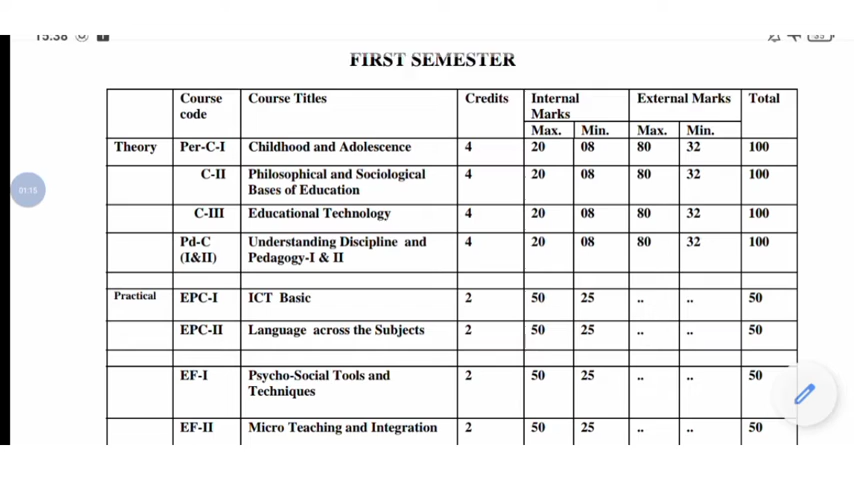 15:38
FIRST SEMESTER
Course code Course Titles Credits Internal Marks External Marks Total
Max. Min. Max. Min.
Theory Per-C-I Childhood and Adolescence 4 20 08 80 32 100
C-II Philosophical and Sociological Bases of Education 4 20 08 80 32 100
C-III Educational Technology 4 20 08 80 32 100
Pd-C (I&II) Understanding Discipline and Pedagogy-I & II 4 20 08 80 32 100
Practical EPC-I ICT Basic 2 50 25 .. .. 50
EPC-II Language across the Subjects 2 50 25 .. .. 50
EF-I Psycho-Social Tools and Techniques 2 50 25 .. .. 50
EF-II Micro Teaching and Integration 2 50 25 .. .. 50
01:15